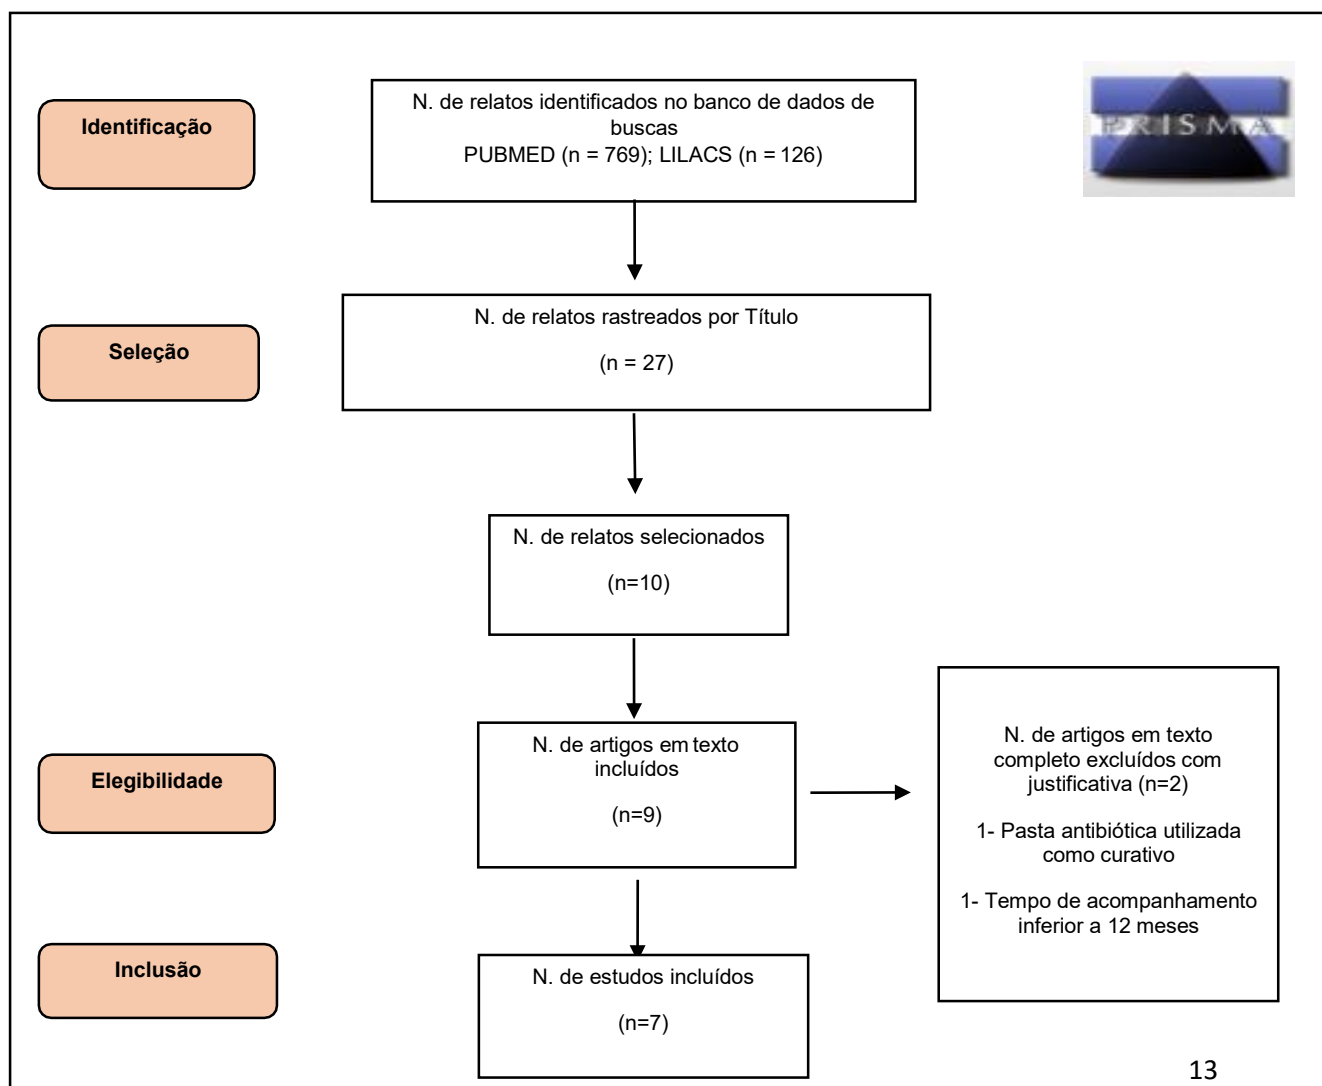 Identificação
N. de relatos identificados no banco de dados de
buscas
PUBMED (n = 769); LILACS (n = 126)
PRISMA
Seleção
N. de relatos rastreados por Título
(n = 27)
N. de relatos selecionados
(n=10)
Elegibilidade
N. de artigos em texto
incluídos
(n=9)
N. de artigos em texto
completo excluídos com
justificativa (n=2)
1- Pasta antibiótica utilizada
como curativo
1- Tempo de acompanhamento
inferior a 12 meses
Inclusão
N. de estudos incluídos
(n=7)
13